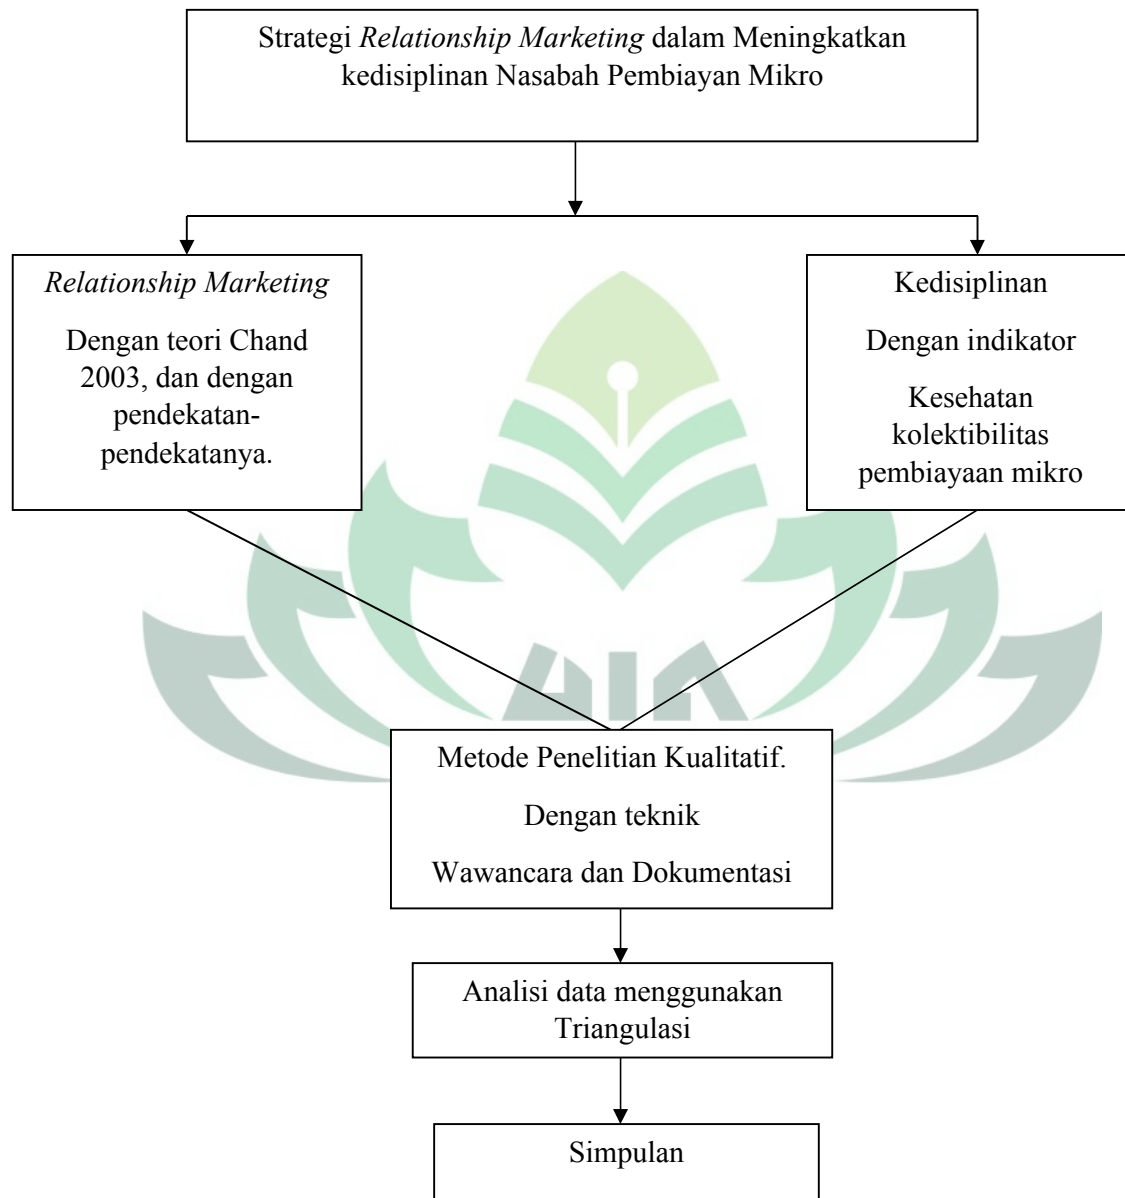 Strategi Relationship Marketing dalam Meningkatkan
kedisiplinan Nasabah Pembiayan Mikro
Relationship Marketing
Dengan teori Chand
2003, dan dengan
pendekatan-
pendekatanya.
Kedisiplinan
Dengan indikator
Kesehatan
kolektibilitas
pembiayaan mikro
Metode Penelitian Kualitatif.
Dengan teknik
Wawancara dan Dokumentasi
Analisi data menggunakan
Triangulasi
Simpulan